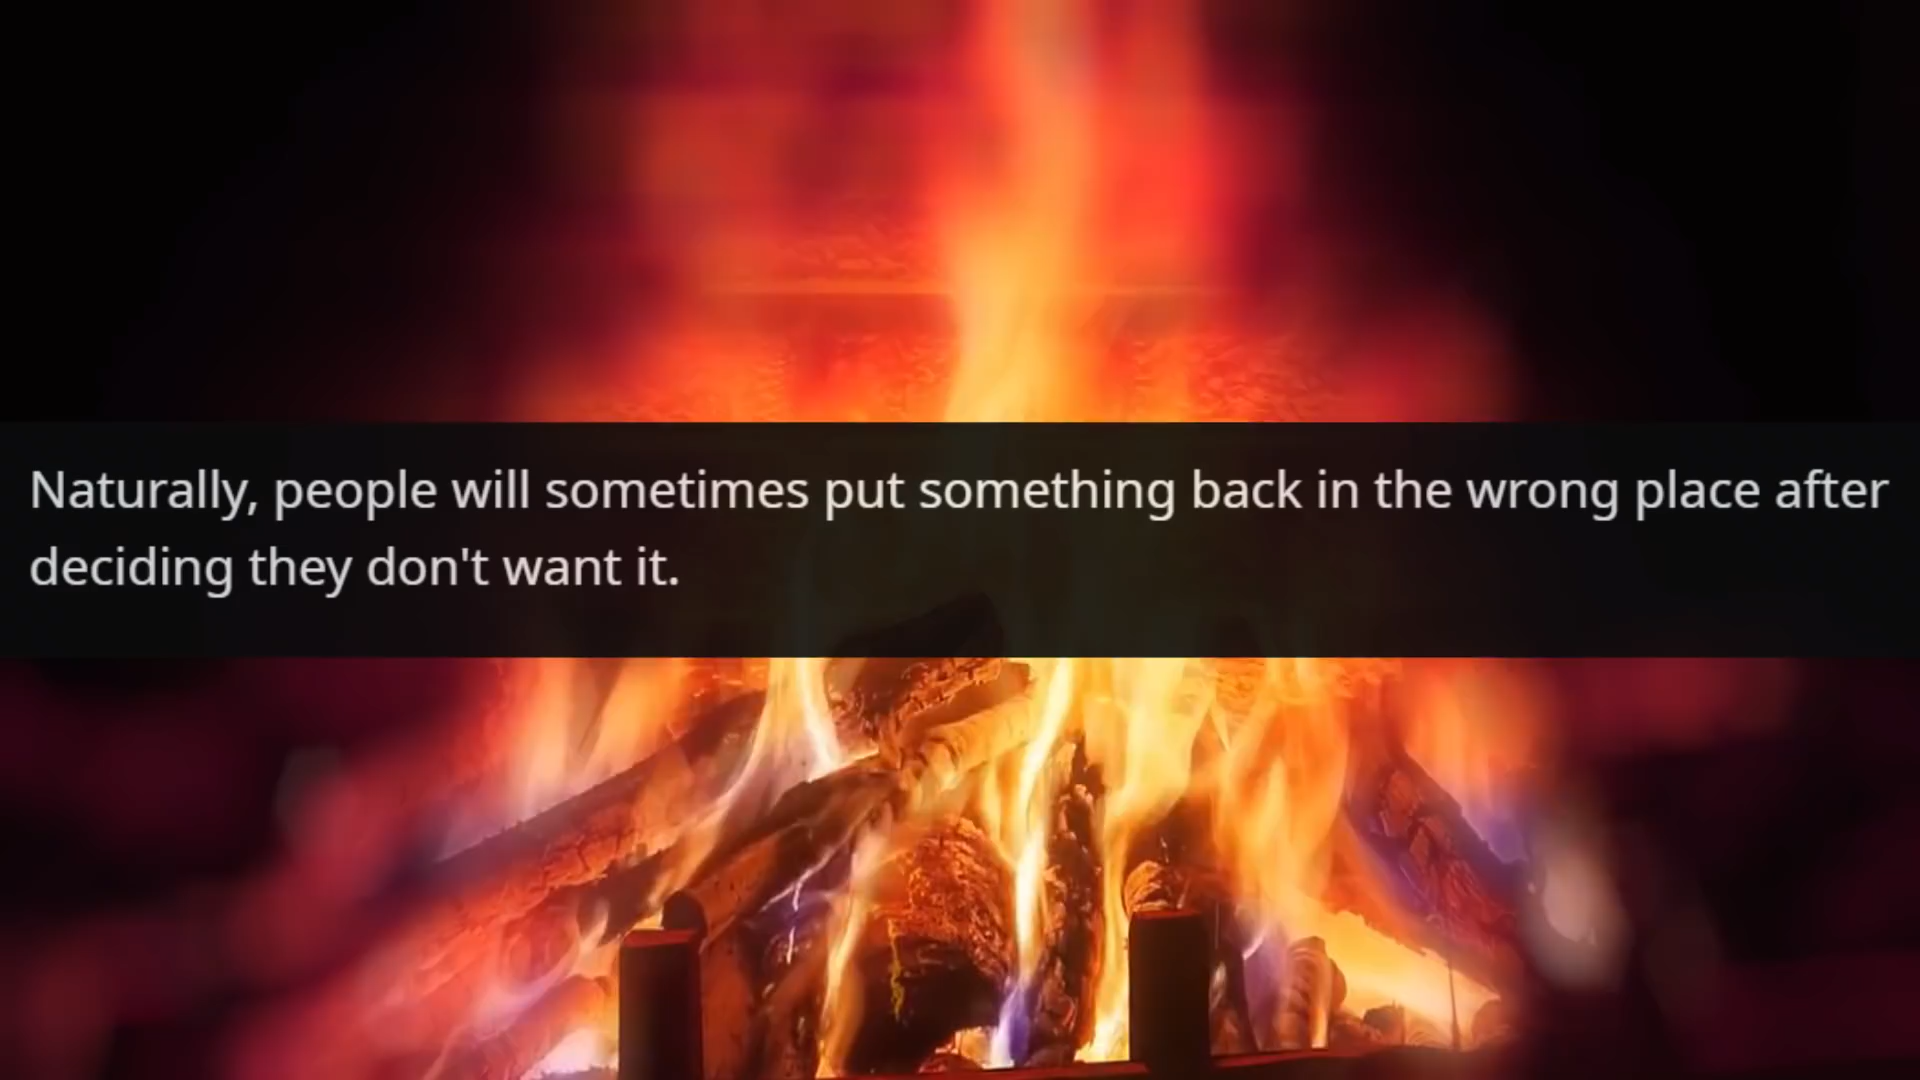 Naturally, people will sometimes put something back in the wrong place after
deciding they don't want it.